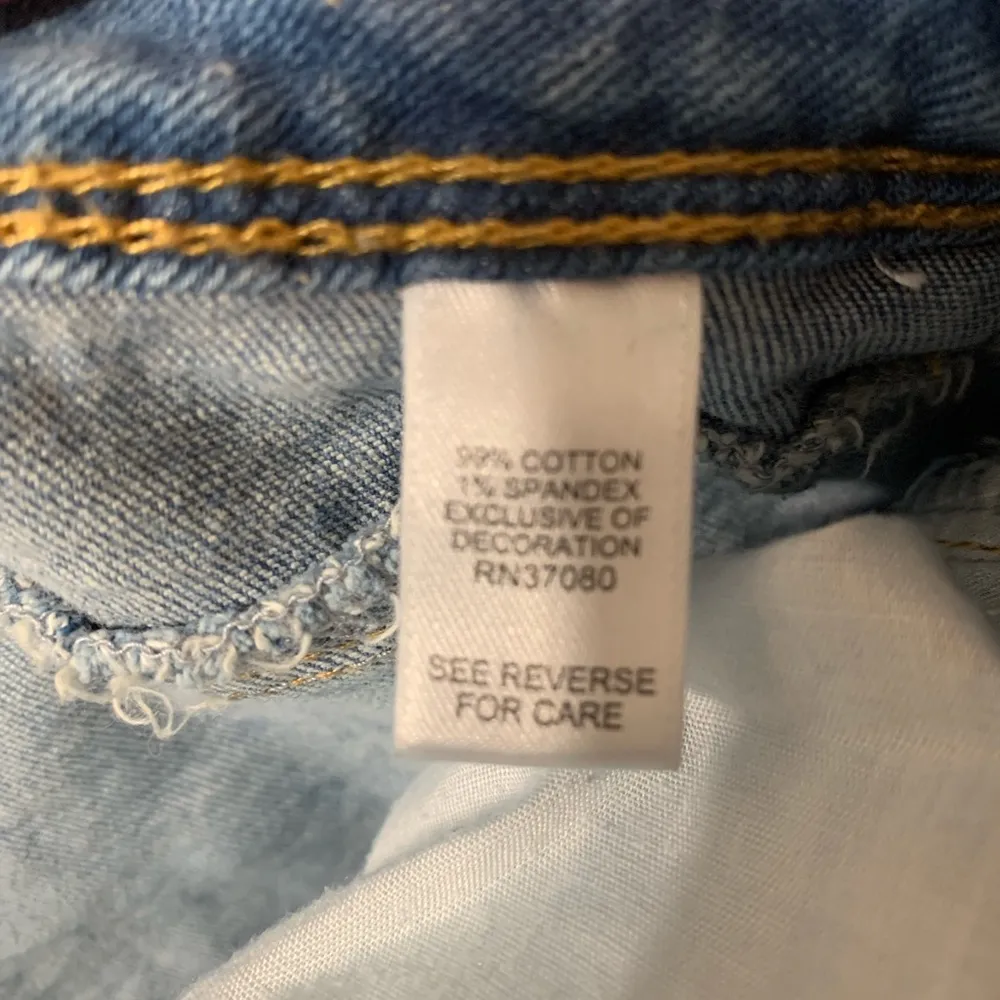 99% COTTON
1% SPANDEX
EXCLUSIVE OF
DECORATION
RN37080
SEE REVERSE
FOR CARE